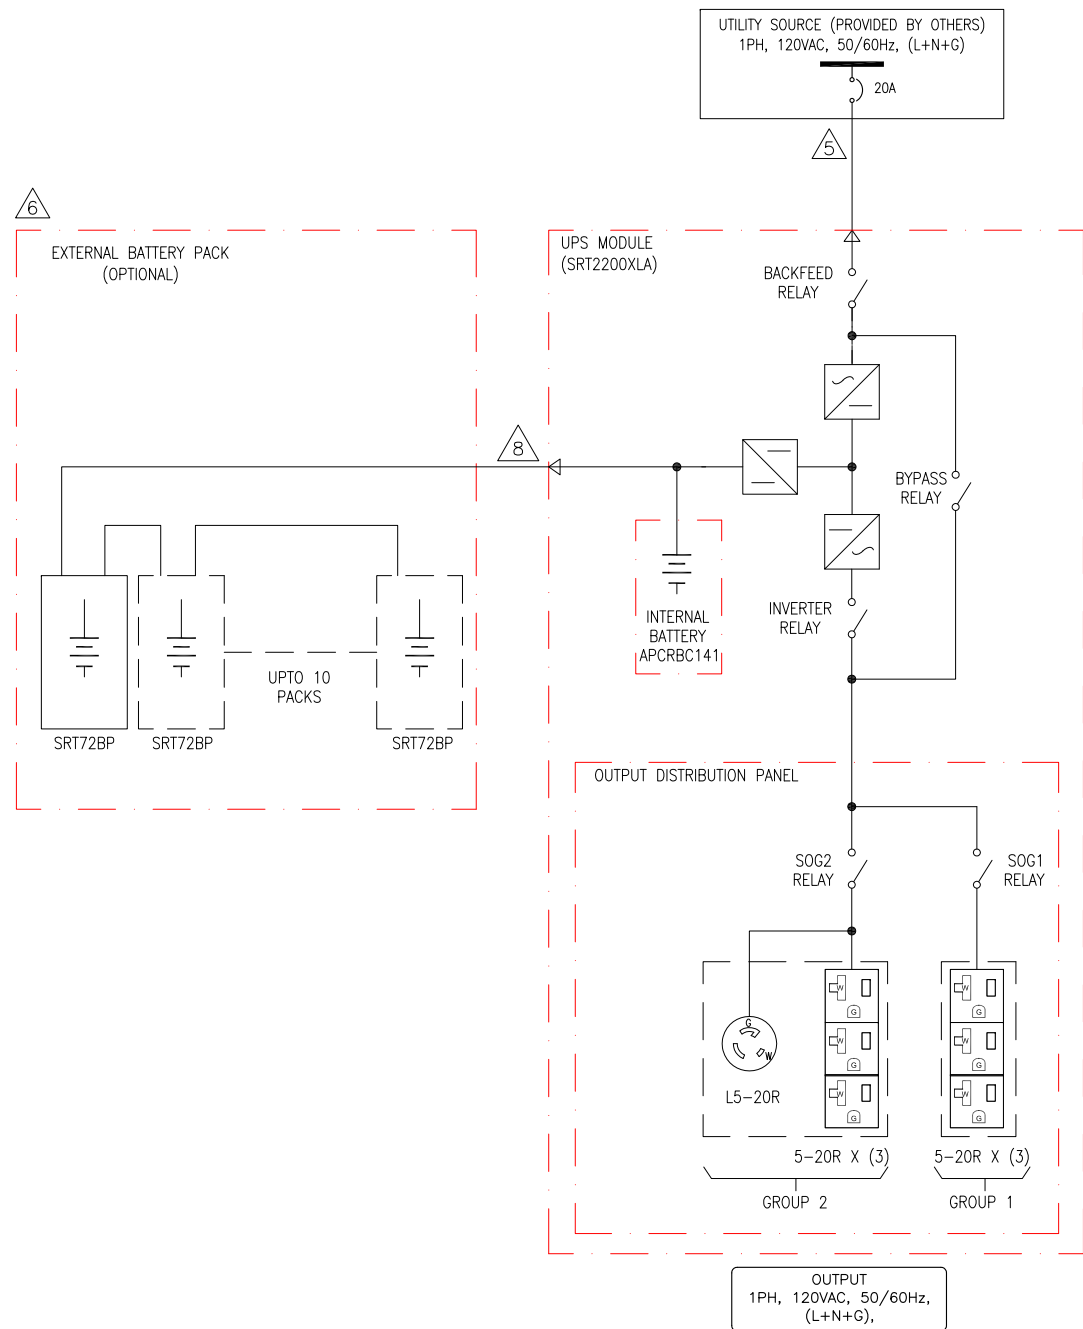 UTILITY SOURCE (PROVIDED BY OTHERS)
1PH, 120VAC, 50/60Hz, (L+N+G)
20A
5
6
EXTERNAL BATTERY PACK
(OPTIONAL)
UPS MODULE
(SRT2200XLA)
BACKFEED
RELAY
8
BYPASS
RELAY
INTERNAL
BATTERY
APCRBC141
INVERTER
RELAY
UPTO 10
PACKS
SRT72BP
SRT72BP
SRT72BP
OUTPUT DISTRIBUTION PANEL
SOG2
RELAY
SOG1
RELAY
G
W
L5-20R
W
G
W
G
W
G
W
G
W
G
W
G
5-20R X (3)
5-20R X (3)
GROUP 2
GROUP 1
OUTPUT
1PH, 120VAC, 50/60Hz,
(L+N+G),